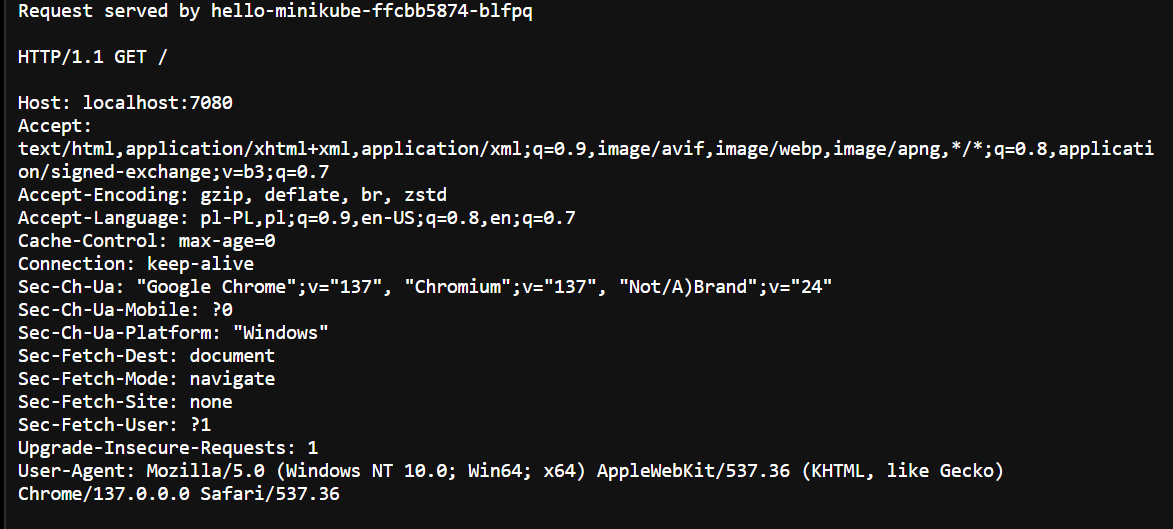 Request served by hello-minikube-ffcbb5874-blfpq
HTTP/1.1 GET /
Host: localhost:7080
Accept:
text/html,application/xhtml+xml,application/xml;q=0.9,image/avif,image/webp,image/apng,*/*;q=0.8,applicati
on/signed-exchange;v=b3;q=0.7
Accept-Encoding: gzip, deflate, br, zstd
Accept-Language: pl-PL,pl;q=0.9,en-US;q=0.8,en;q=0.7
Cache-Control: max-age=0
Connection: keep-alive
Sec-Ch-Ua: "Google Chrome";v="137", "Chromium";v="137", "Not/A)Brand";v="24"
Sec-Ch-Ua-Mobile: ?0
Sec-Ch-Ua-Platform: "Windows"
Sec-Fetch-Dest: document
Sec-Fetch-Mode: navigate
Sec-Fetch-Site: none
Sec-Fetch-User: ?1
Upgrade-Insecure-Requests: 1
User-Agent: Mozilla/5.0 (Windows NT 10.0; Win64; x64) AppleWebKit/537.36 (KHTML, like Gecko)
Chrome/137.0.0.0 Safari/537.36